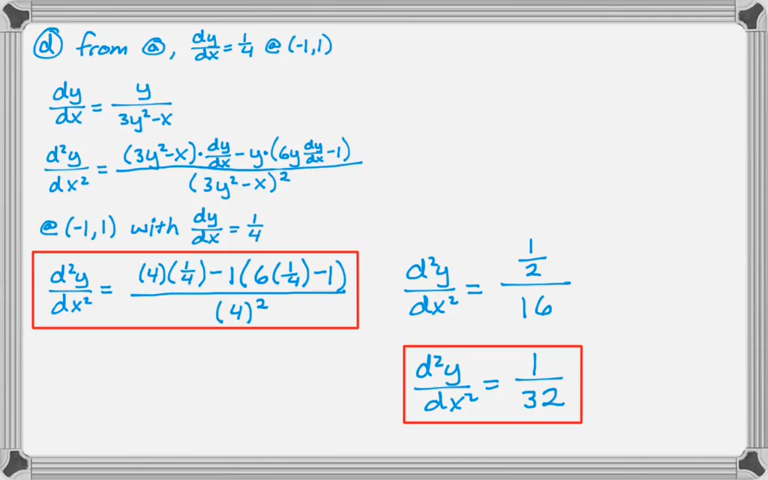 ⓓ from ⓐ, dy/dx = 1/4 @ (-1,1)
dy/dx = y/(3y²-x)
d²y/dx² = ((3y²-x)·dy/dx - y·(6y dy/dx -1))/(3y²-x)²
@ (-1,1) with dy/dx = 1/4
d²y/dx² = ((4)(1/4) - 1(6(1/4) - 1))/(4)²
d²y/dx² = (1/2)/16
d²y/dx² = 1/32